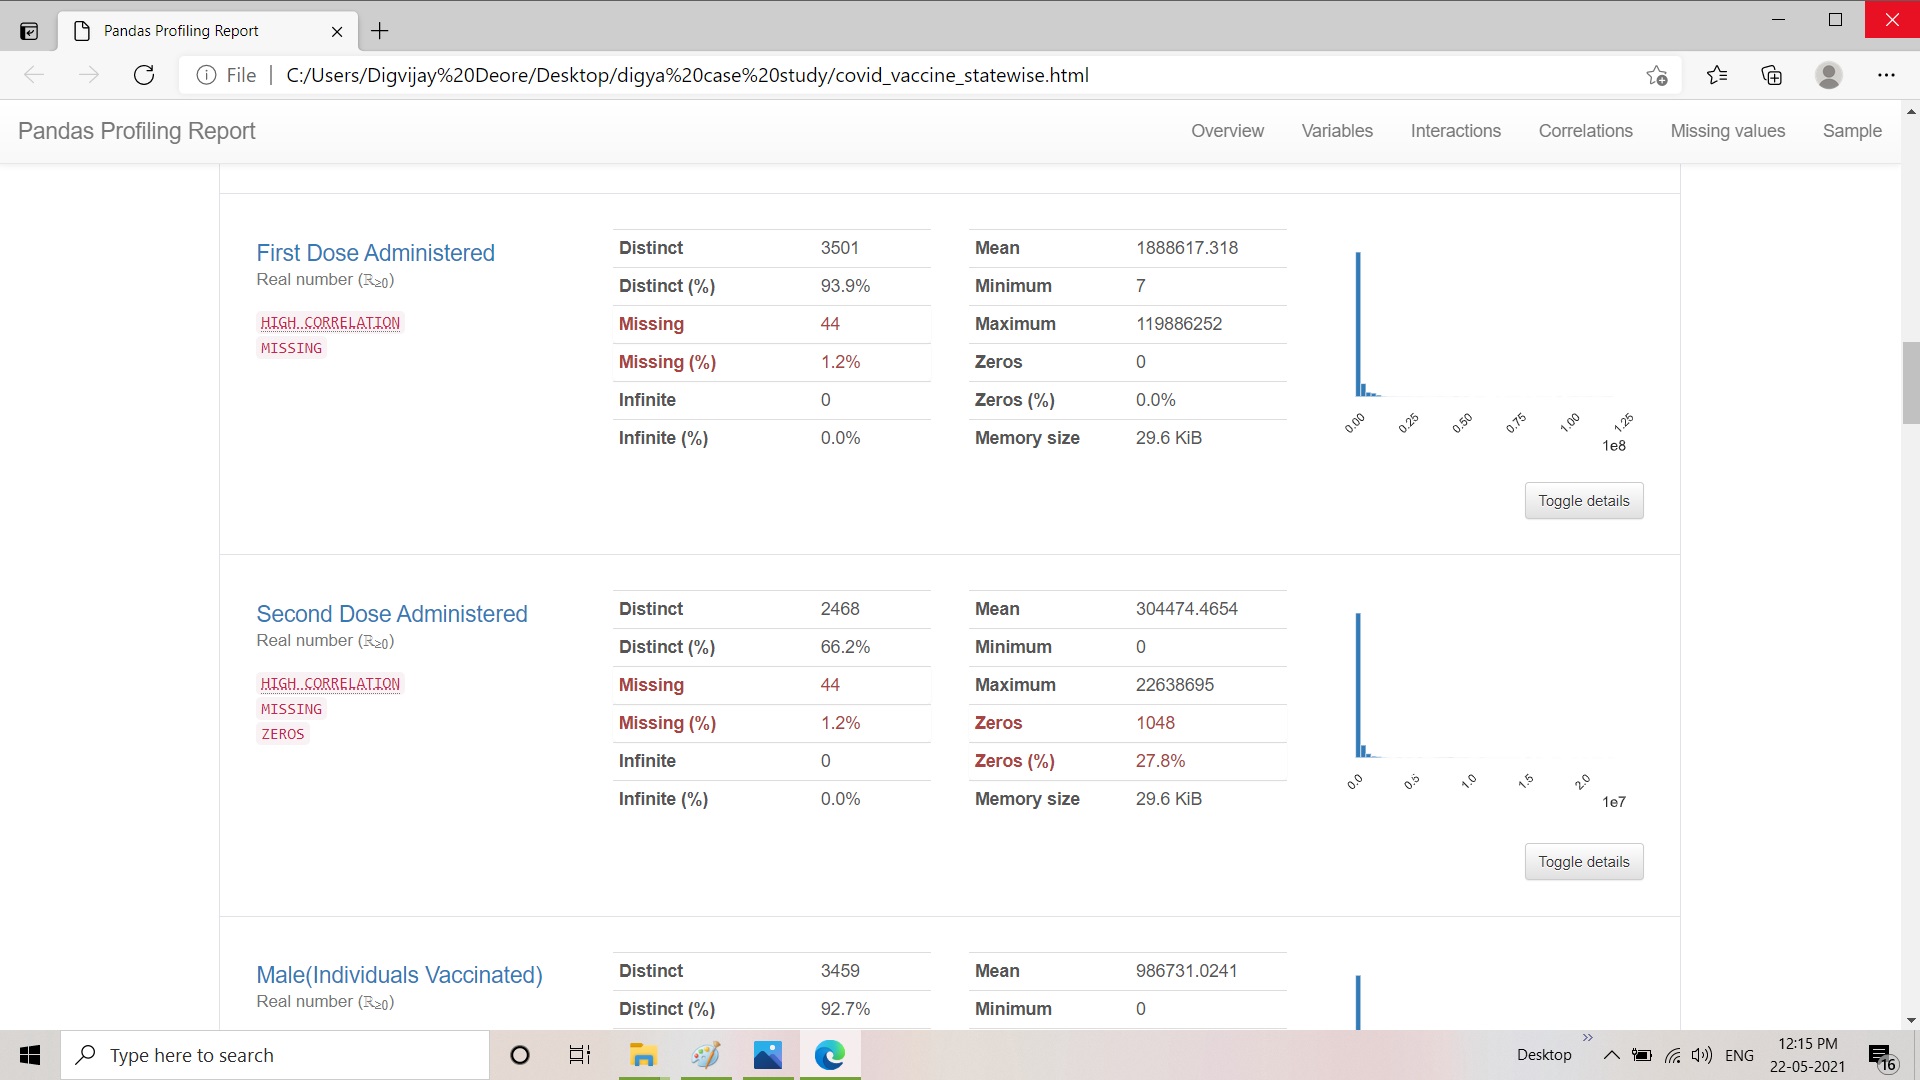 Pandas Profiling Report
File | C:/Users/Digvijay%20Deore/Desktop/digya%20case%20study/covid_vaccine_statewise.html
Pandas Profiling Report Overview Variables Interactions Correlations Missing values Sample
First Dose Administered
Real number (ℝ≥0)
HIGH CORRELATION
MISSING
Distinct 3501
Distinct (%) 93.9%
Missing 44
Missing (%) 1.2%
Infinite 0
Infinite (%) 0.0%
Mean 1888617.318
Minimum 7
Maximum 119886252
Zeros 0
Zeros (%) 0.0%
Memory size 29.6 KiB
0.00 0.25 0.50 0.75 1.00 1.25
1e8
Toggle details
Second Dose Administered
Real number (ℝ≥0)
HIGH CORRELATION
MISSING
ZEROS
Distinct 2468
Distinct (%) 66.2%
Missing 44
Missing (%) 1.2%
Infinite 0
Infinite (%) 0.0%
Mean 304474.4654
Minimum 0
Maximum 22638695
Zeros 1048
Zeros (%) 27.8%
Memory size 29.6 KiB
0.0 0.5 1.0 1.5 2.0
1e7
Toggle details
Male(Individuals Vaccinated)
Real number (ℝ≥0)
Distinct 3459
Distinct (%) 92.7%
Mean 986731.0241
Minimum 0
Type here to search
Desktop
ENG
12:15 PM
22-05-2021
16